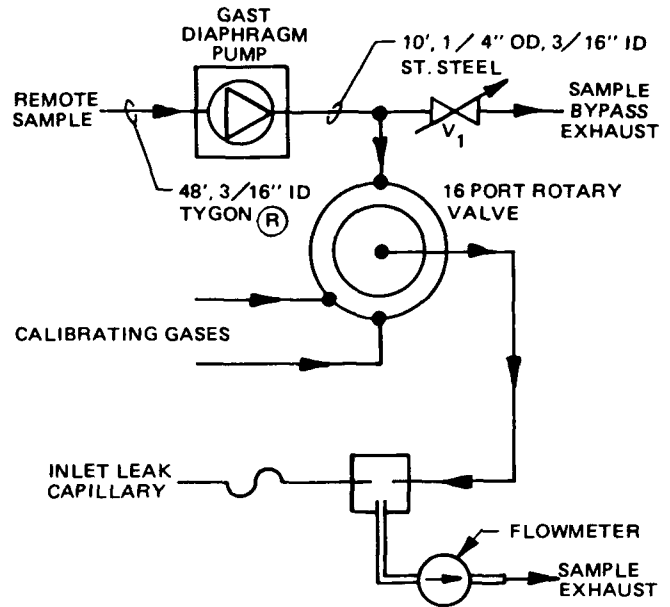 GAST
DIAPHRAGM
PUMP
10', 1/4" OD, 3/16" ID
ST. STEEL
REMOTE
SAMPLE
SAMPLE
BYPASS
EXHAUST
V1
48', 3/16" ID
TYGON ®
16 PORT ROTARY
VALVE
CALIBRATING GASES
INLET LEAK
CAPILLARY
FLOWMETER
SAMPLE
EXHAUST